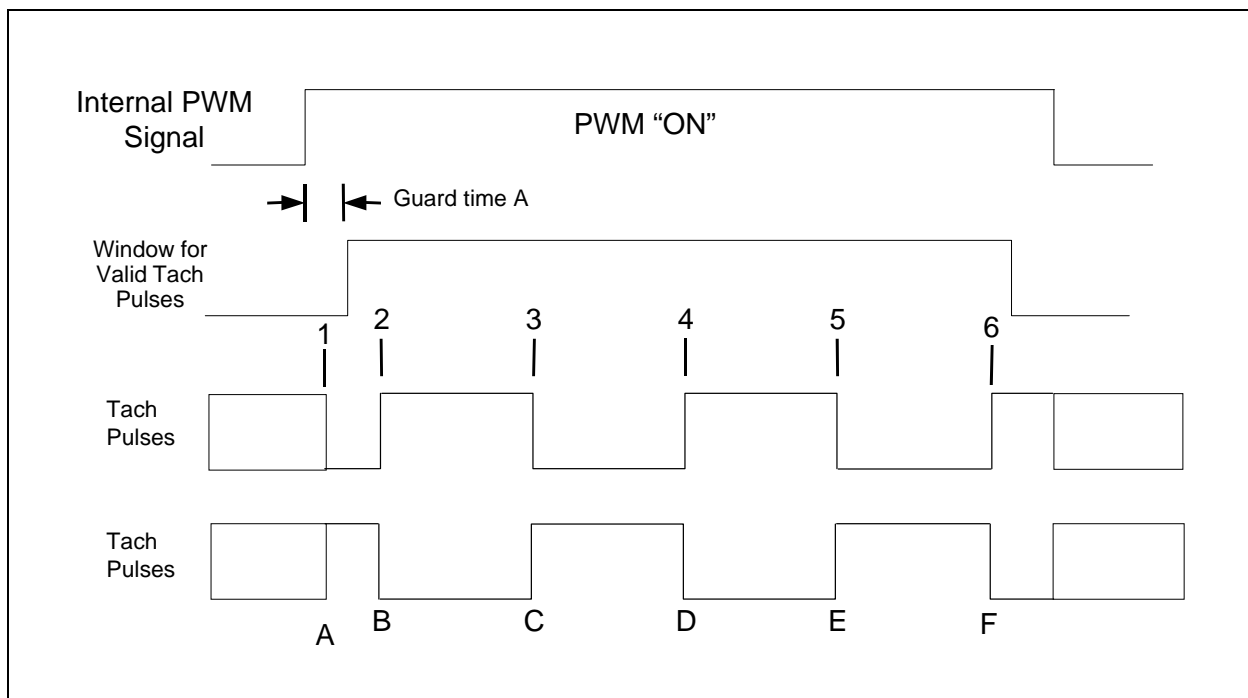 Internal PWM
Signal
PWM “ON”
Guard time A
Window for
Valid Tach
Pulses
1
2
3
4
5
6
Tach
Pulses
Tach
Pulses
A
B
C
D
E
F